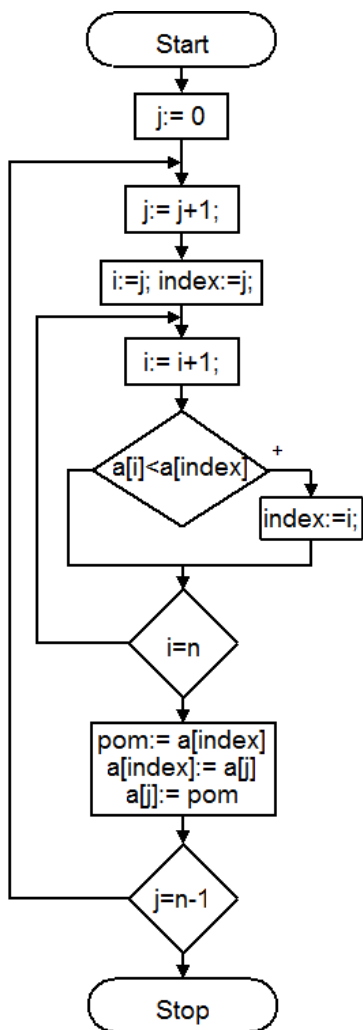 Start
j:= 0
j:= j+1;
i:=j; index:=j;
i:= i+1;
a[i]<a[index]
+
index:=i;
i=n
pom:= a[index]
a[index]:= a[j]
a[j]:= pom
j=n-1
Stop